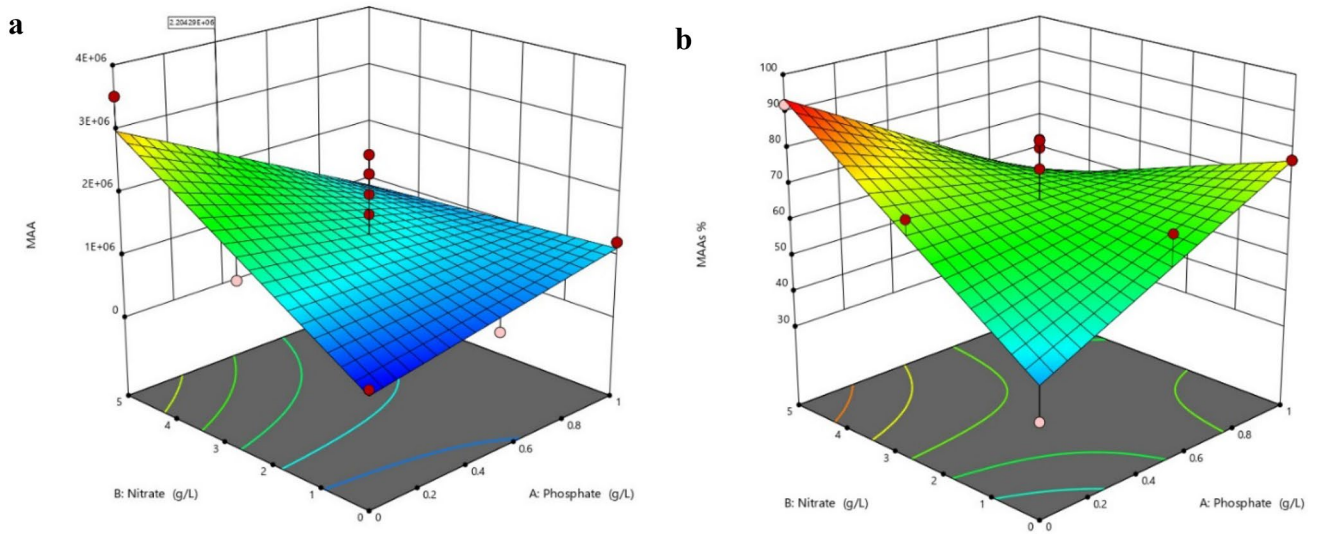 a
2.20429E+06
4E+06
3E+06
2E+06
1E+06
0
MAA
5
4
3
2
1
0
B: Nitrate (g/L)
0
0.2
0.4
0.6
0.8
1
A: Phosphate (g/L)
b
100
90
80
70
60
50
40
30
MAAs %
5
4
3
2
1
0
B: Nitrate (g/L)
0
0.2
0.4
0.6
0.8
1
A: Phosphate (g/L)